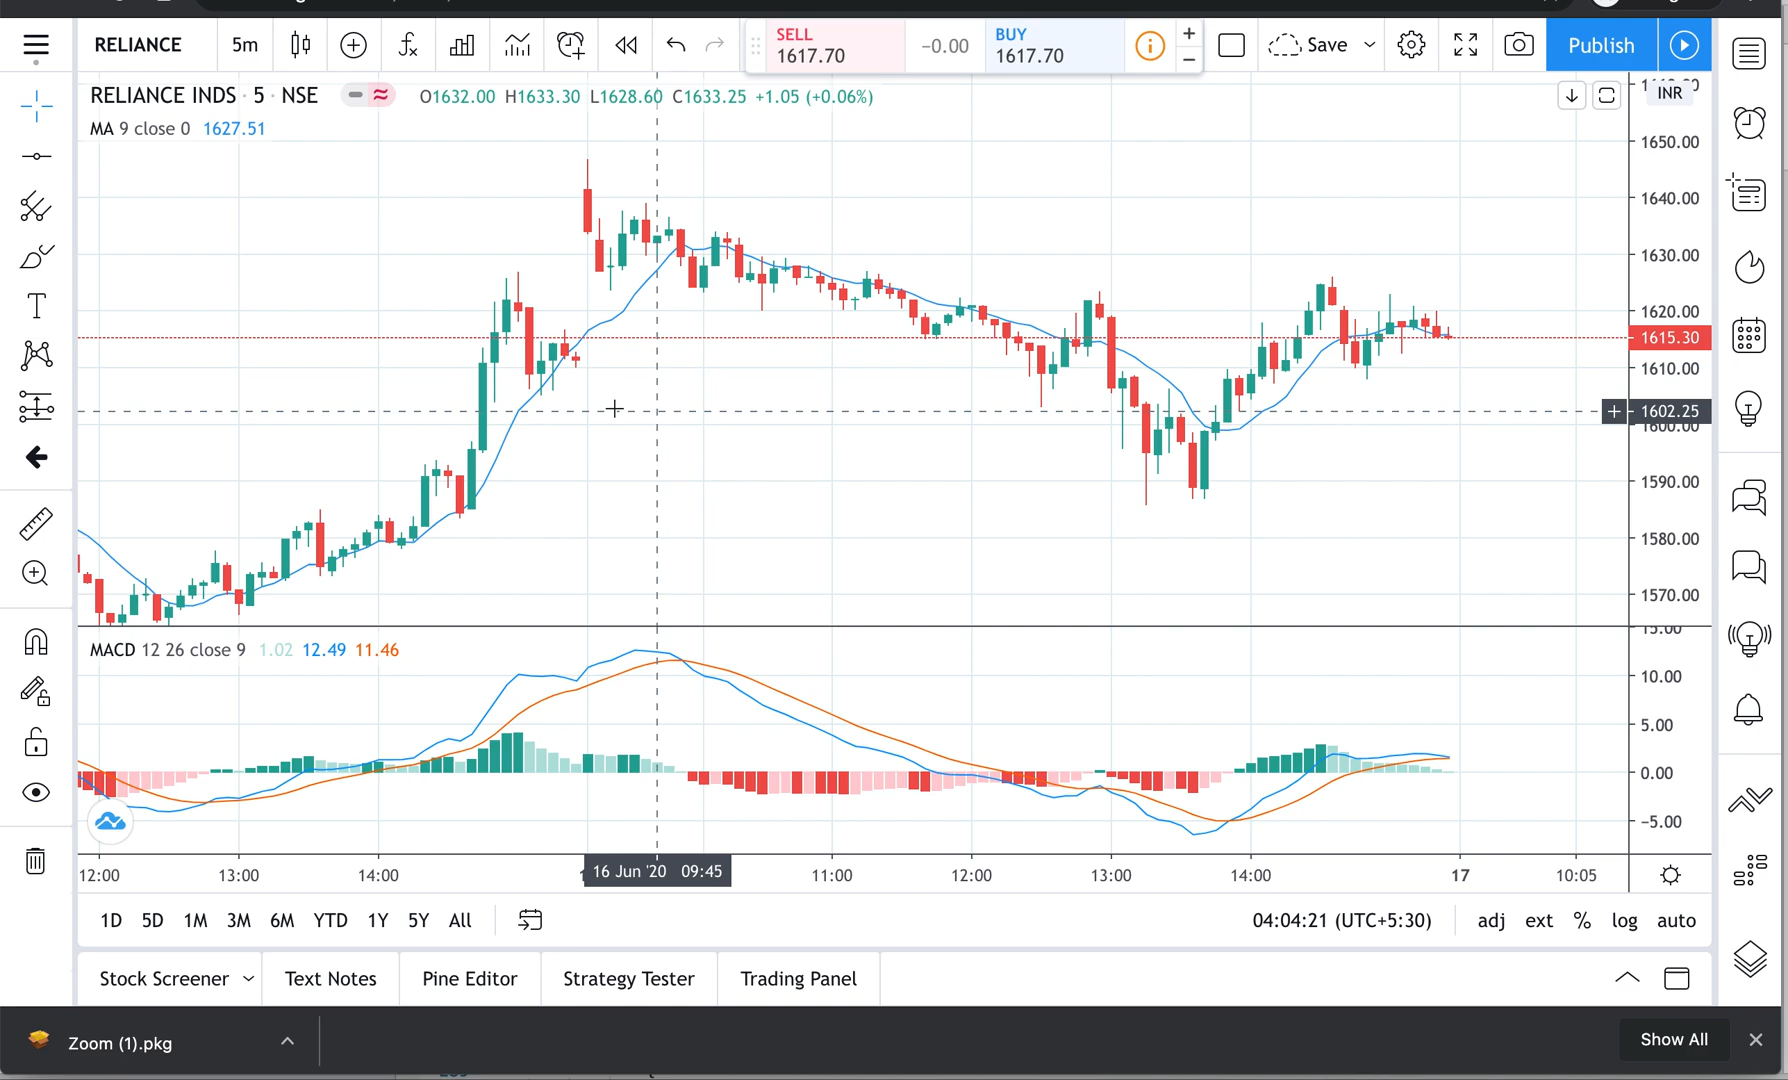 RELIANCE 5m SELL 1617.70 −0.00 BUY 1617.70 Save Publish
RELIANCE INDS · 5 · NSE O1632.00 H1633.30 L1628.60 C1633.25 +1.05 (+0.06%)
INR
MA 9 close 0 1627.51
1650.00
1640.00
1630.00
1620.00
1615.30
1610.00
1602.25
1600.00
1590.00
1580.00
1570.00
MACD 12 26 close 9 1.02 12.49 11.46
15.00
10.00
5.00
0.00
−5.00
12:00 13:00 14:00 16 Jun '20 09:45 11:00 12:00 13:00 14:00 17 10:05
1D 5D 1M 3M 6M YTD 1Y 5Y All 04:04:21 (UTC+5:30) adj ext % log auto
Stock Screener Text Notes Pine Editor Strategy Tester Trading Panel
Zoom (1).pkg Show All